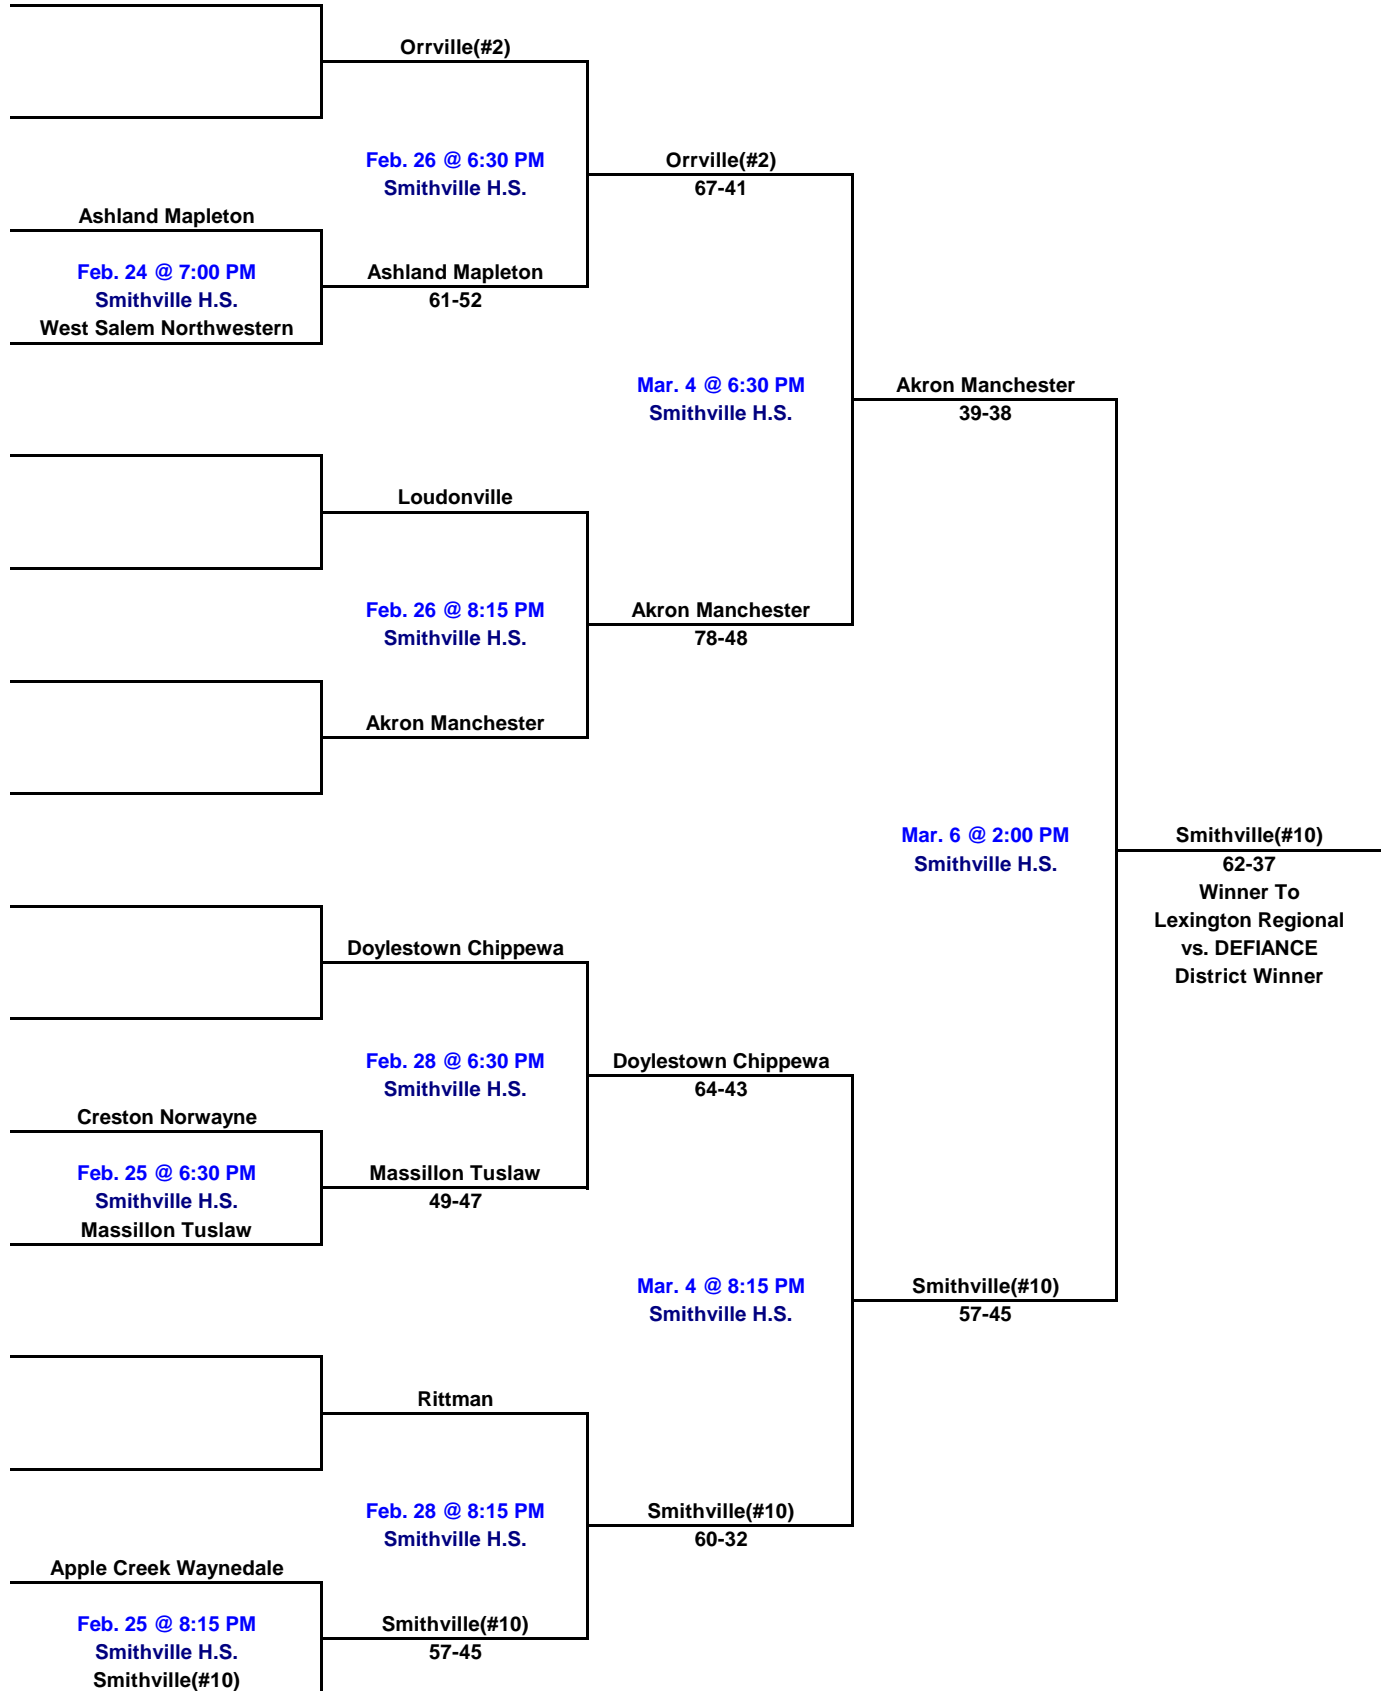 Orrville(#2)
Feb. 26 @ 6:30 PM
Smithville H.S.
Orrville(#2)
67-41
Ashland Mapleton
Feb. 24 @ 7:00 PM
Smithville H.S.
West Salem Northwestern
Ashland Mapleton
61-52
Mar. 4 @ 6:30 PM
Smithville H.S.
Akron Manchester
39-38
Loudonville
Feb. 26 @ 8:15 PM
Smithville H.S.
Akron Manchester
78-48
Akron Manchester
Mar. 6 @ 2:00 PM
Smithville H.S.
Smithville(#10)
62-37
Winner To
Lexington Regional
vs. DEFIANCE
District Winner
Doylestown Chippewa
Feb. 28 @ 6:30 PM
Smithville H.S.
Doylestown Chippewa
64-43
Creston Norwayne
Feb. 25 @ 6:30 PM
Smithville H.S.
Massillon Tuslaw
Massillon Tuslaw
49-47
Mar. 4 @ 8:15 PM
Smithville H.S.
Smithville(#10)
57-45
Rittman
Feb. 28 @ 8:15 PM
Smithville H.S.
Smithville(#10)
60-32
Apple Creek Waynedale
Feb. 25 @ 8:15 PM
Smithville H.S.
Smithville(#10)
Smithville(#10)
57-45